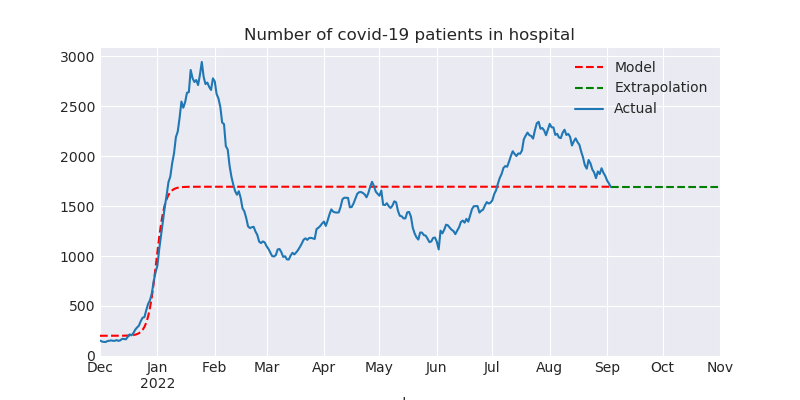 Number of covid-19 patients in hospital
3000
2500
2000
1500
1000
500
0
Model
Extrapolation
Actual
Dec Jan Feb Mar Apr May Jun Jul Aug Sep Oct Nov
2022